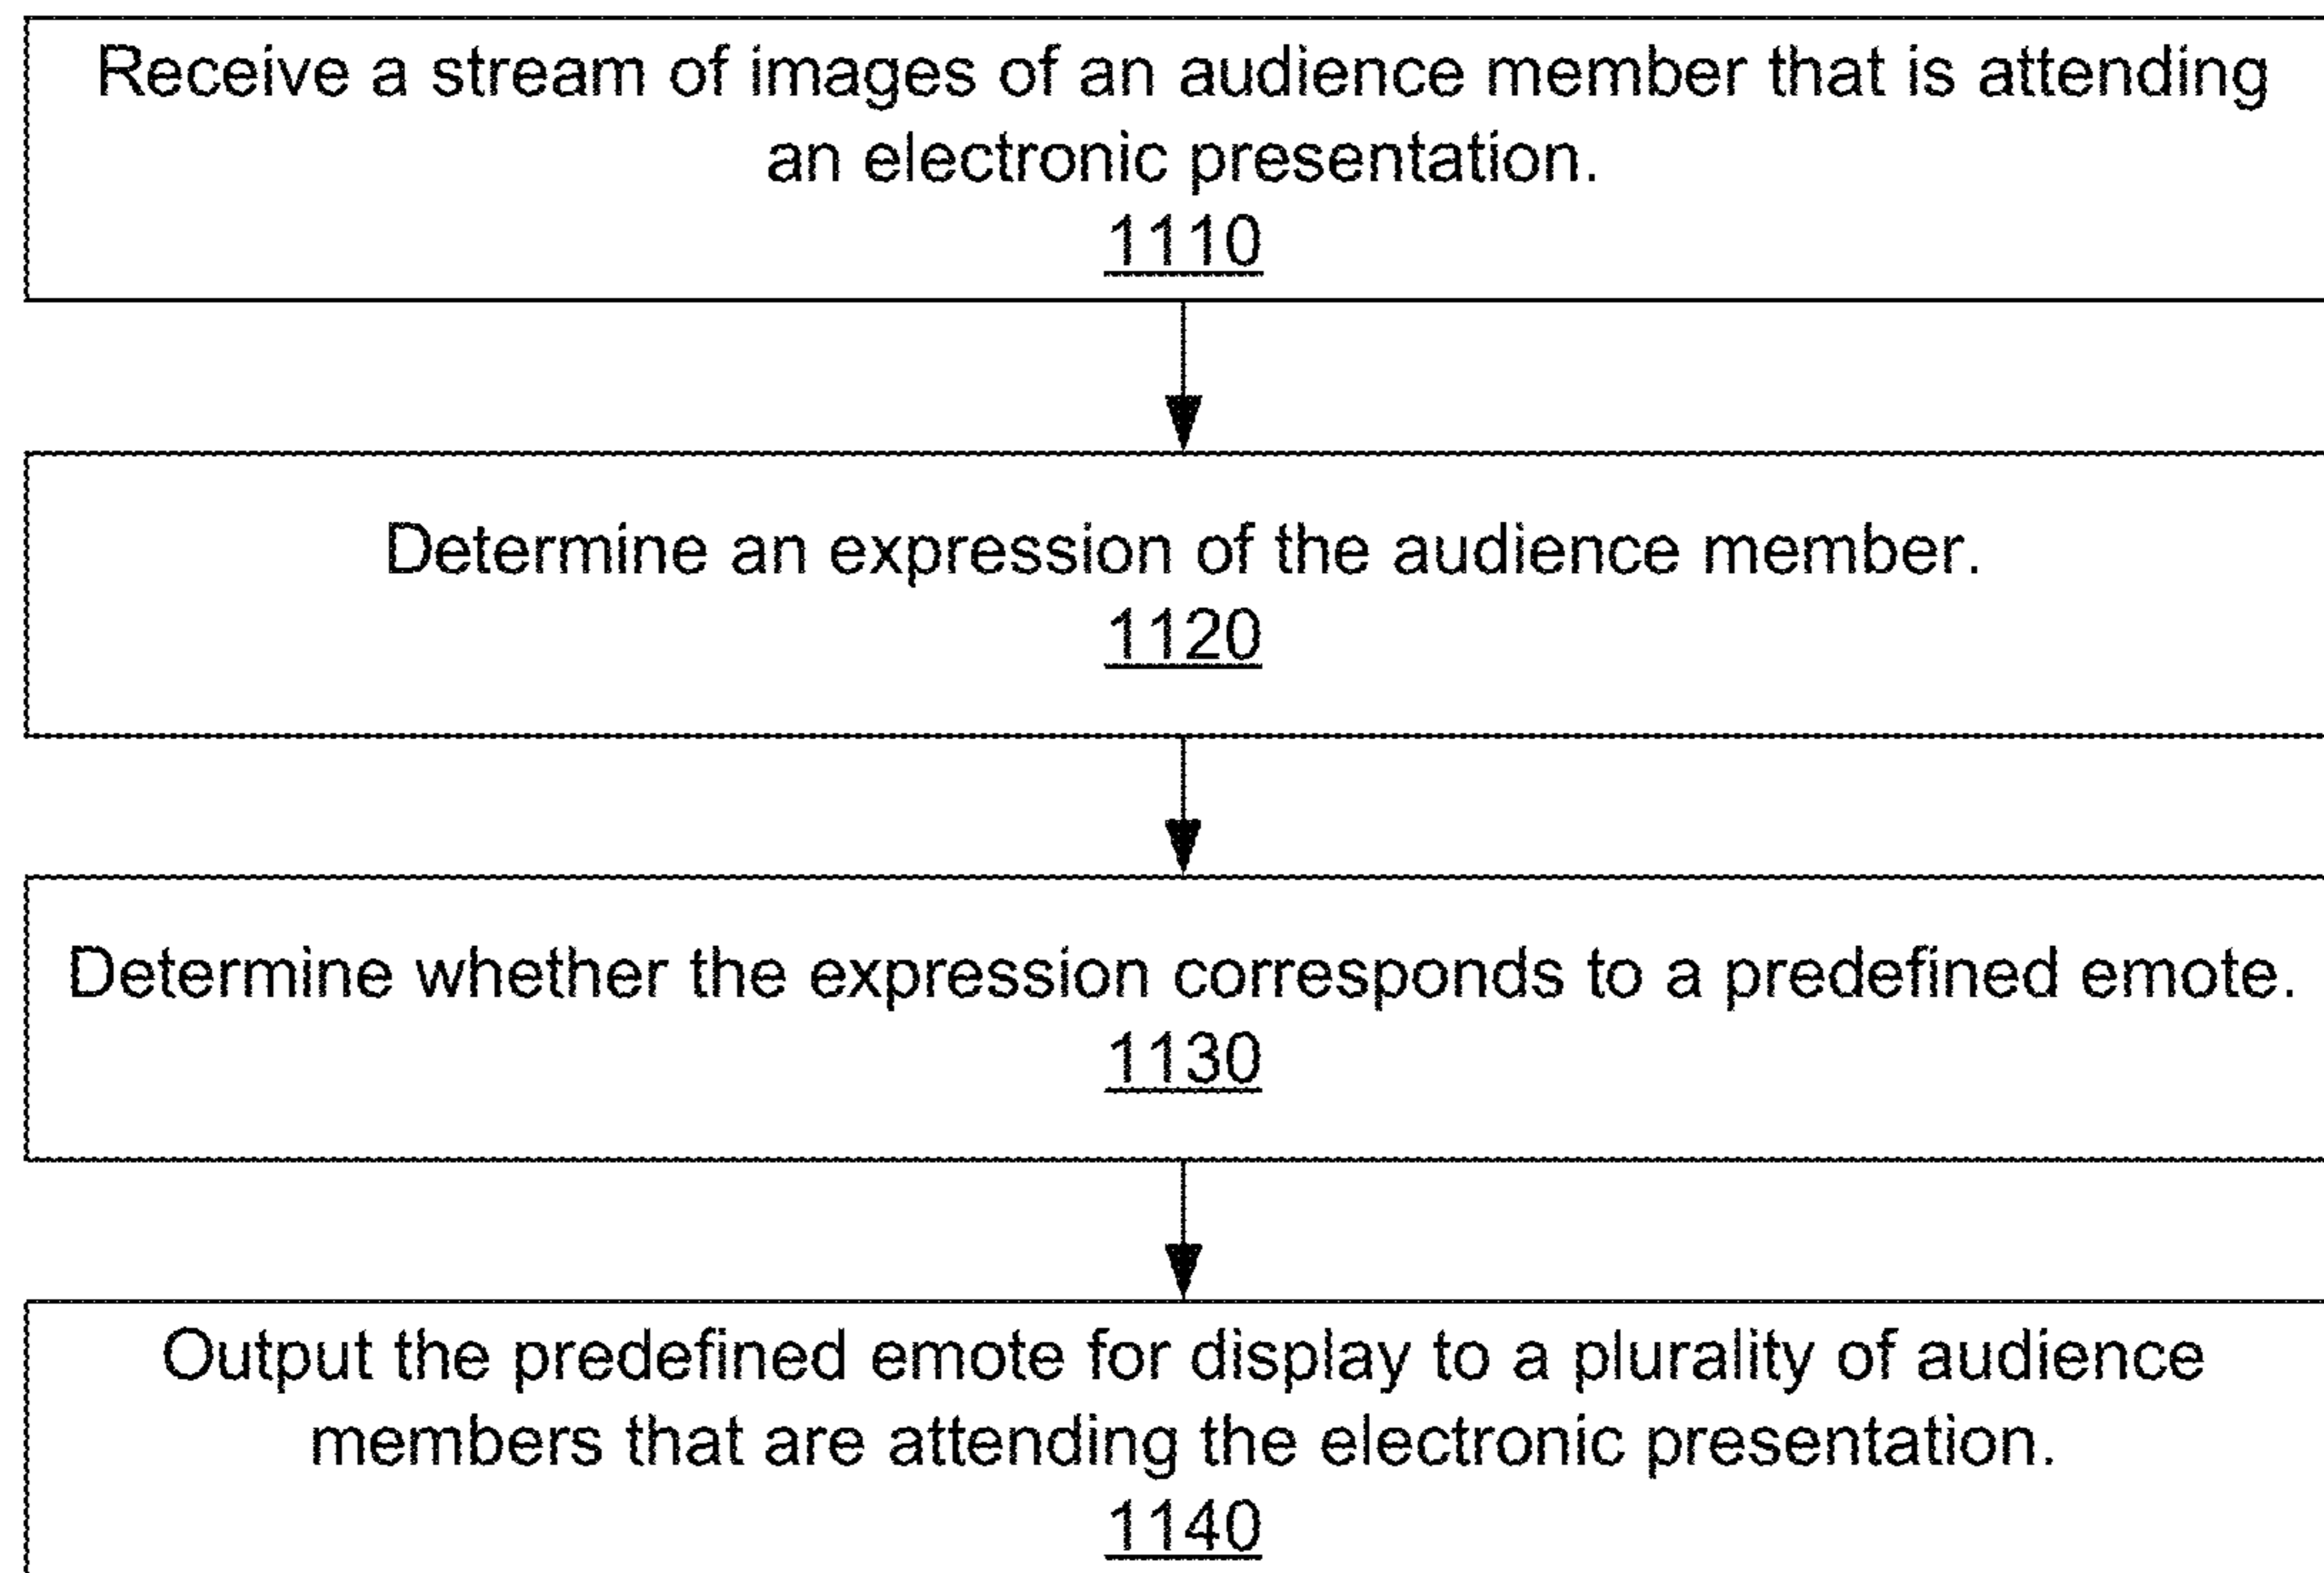 Receive a stream of images of an audience member that is attending
an electronic presentation.
1110
Determine an expression of the audience member.
1120
Determine whether the expression corresponds to a predefined emote.
1130
Output the predefined emote for display to a plurality of audience
members that are attending the electronic presentation.
1140